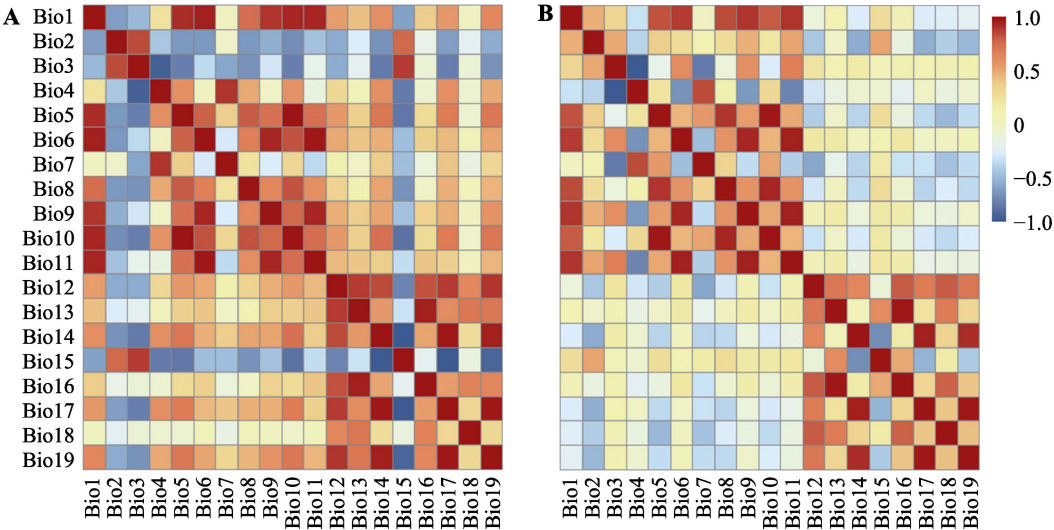 A
B
Bio1
Bio2
Bio3
Bio4
Bio5
Bio6
Bio7
Bio8
Bio9
Bio10
Bio11
Bio12
Bio13
Bio14
Bio15
Bio16
Bio17
Bio18
Bio19
1.0
0.5
0
−0.5
−1.0
Bio1 Bio2 Bio3 Bio4 Bio5 Bio6 Bio7 Bio8 Bio9 Bio10 Bio11 Bio12 Bio13 Bio14 Bio15 Bio16 Bio17 Bio18 Bio19
Bio1 Bio2 Bio3 Bio4 Bio5 Bio6 Bio7 Bio8 Bio9 Bio10 Bio11 Bio12 Bio13 Bio14 Bio15 Bio16 Bio17 Bio18 Bio19